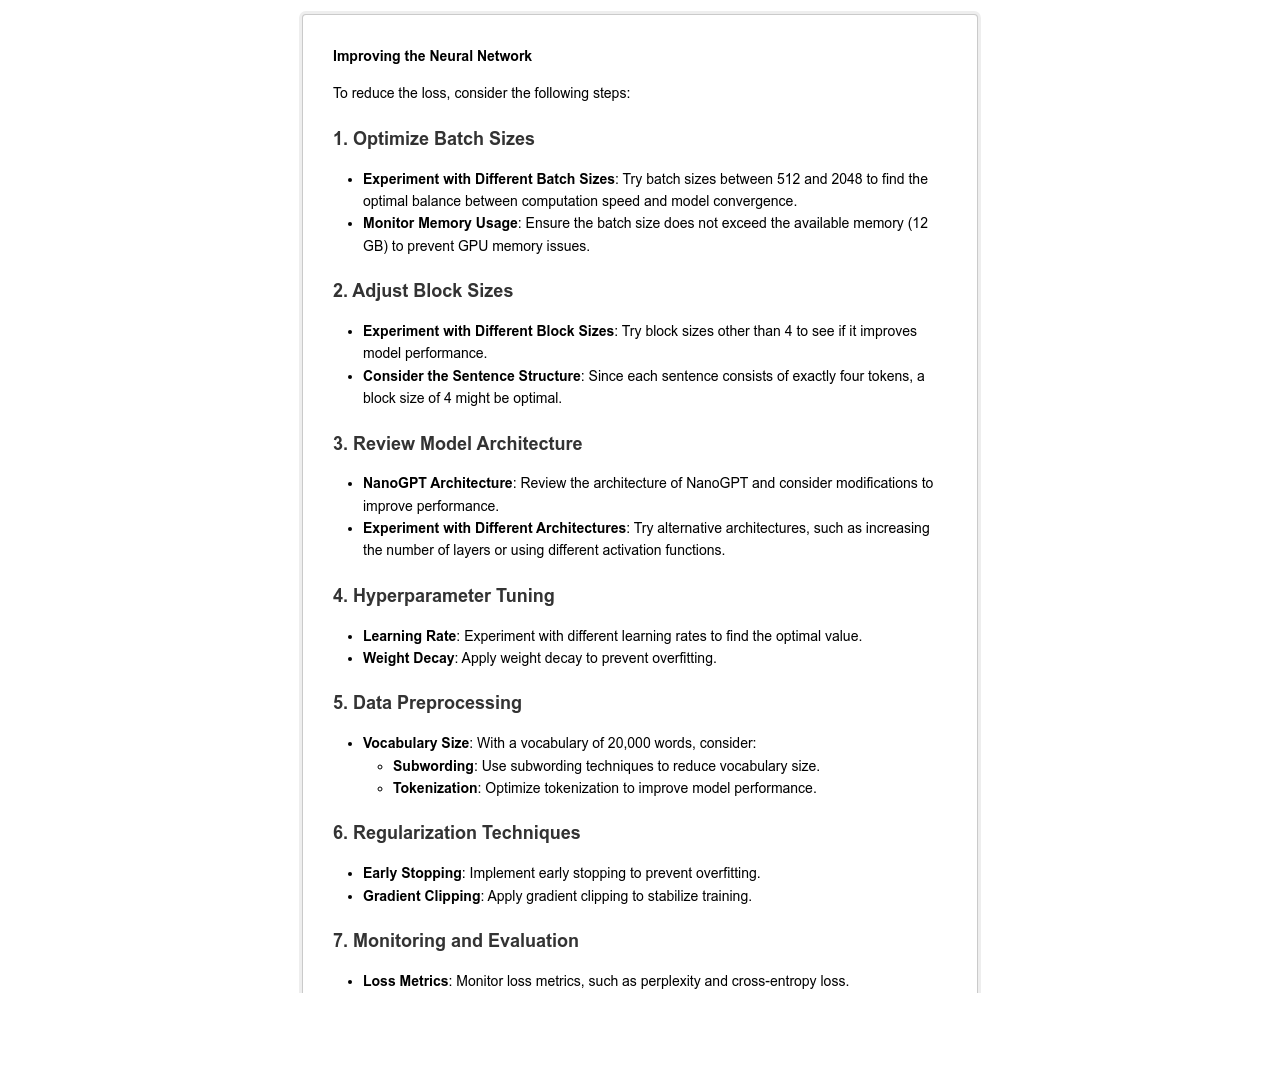 Improving the Neural Network
To reduce the loss, consider the following steps:
1. Optimize Batch Sizes
• Experiment with Different Batch Sizes: Try batch sizes between 512 and 2048 to find the
optimal balance between computation speed and model convergence.
• Monitor Memory Usage: Ensure the batch size does not exceed the available memory (12
GB) to prevent GPU memory issues.
2. Adjust Block Sizes
• Experiment with Different Block Sizes: Try block sizes other than 4 to see if it improves
model performance.
• Consider the Sentence Structure: Since each sentence consists of exactly four tokens, a
block size of 4 might be optimal.
3. Review Model Architecture
• NanoGPT Architecture: Review the architecture of NanoGPT and consider modifications to
improve performance.
• Experiment with Different Architectures: Try alternative architectures, such as increasing
the number of layers or using different activation functions.
4. Hyperparameter Tuning
• Learning Rate: Experiment with different learning rates to find the optimal value.
• Weight Decay: Apply weight decay to prevent overfitting.
5. Data Preprocessing
• Vocabulary Size: With a vocabulary of 20,000 words, consider:
◦ Subwording: Use subwording techniques to reduce vocabulary size.
◦ Tokenization: Optimize tokenization to improve model performance.
6. Regularization Techniques
• Early Stopping: Implement early stopping to prevent overfitting.
• Gradient Clipping: Apply gradient clipping to stabilize training.
7. Monitoring and Evaluation
• Loss Metrics: Monitor loss metrics, such as perplexity and cross-entropy loss.